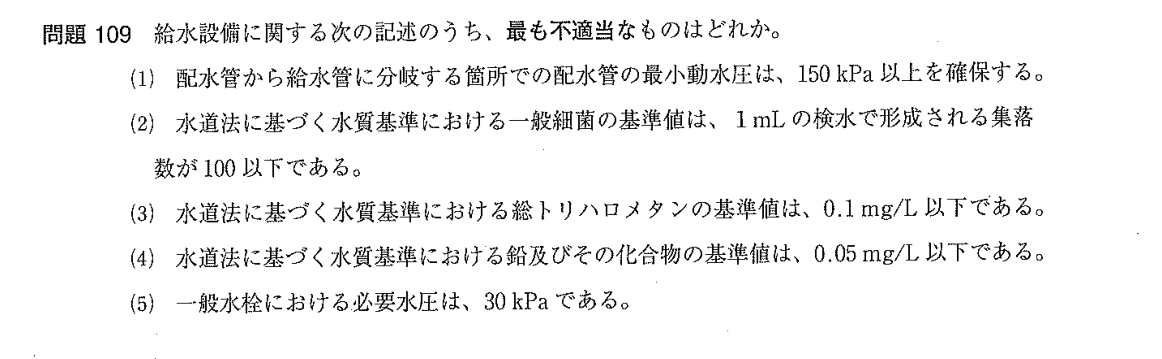 問題 109 給水設備に関する次の記述のうち、最も不適当なものはどれか。
(1) 配水管から給水管に分岐する箇所での配水管の最小動水圧は、150 kPa 以上を確保する。
(2) 水道法に基づく水質基準における一般細菌の基準値は、1 mL の検水で形成される集落
数が 100 以下である。
(3) 水道法に基づく水質基準における総トリハロメタンの基準値は、0.1 mg/L 以下である。
(4) 水道法に基づく水質基準における鉛及びその化合物の基準値は、0.05 mg/L 以下である。
(5) 一般水栓における必要水圧は、30 kPa である。